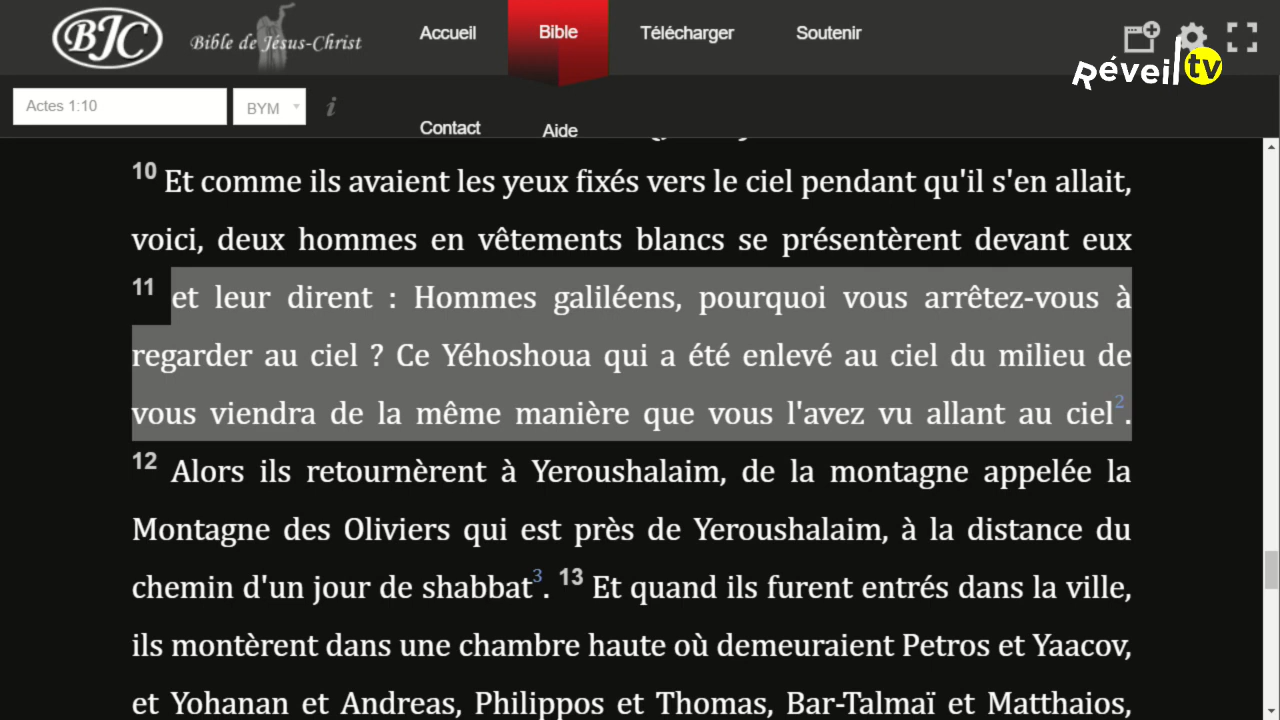 BJC
Bible de Jésus-Christ
Accueil
Bible
Télécharger
Soutenir
Réveil tv
Actes 1:10
BYM
i
Contact
Aide
10 Et comme ils avaient les yeux fixés vers le ciel pendant qu'il s'en allait,
voici, deux hommes en vêtements blancs se présentèrent devant eux
11 et leur dirent : Hommes galiléens, pourquoi vous arrêtez-vous à
regarder au ciel ? Ce Yéhoshoua qui a été enlevé au ciel du milieu de
vous viendra de la même manière que vous l'avez vu allant au ciel2.
12 Alors ils retournèrent à Yeroushalaim, de la montagne appelée la
Montagne des Oliviers qui est près de Yeroushalaim, à la distance du
chemin d'un jour de shabbat3. 13 Et quand ils furent entrés dans la ville,
ils montèrent dans une chambre haute où demeuraient Petros et Yaacov,
et Yohanan et Andreas, Philippos et Thomas, Bar-Talmaï et Matthaios,